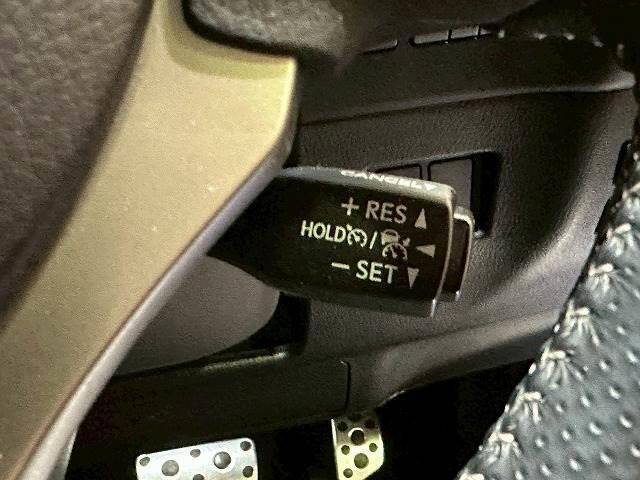 CANCEL
+ RES
HOLD /
− SET